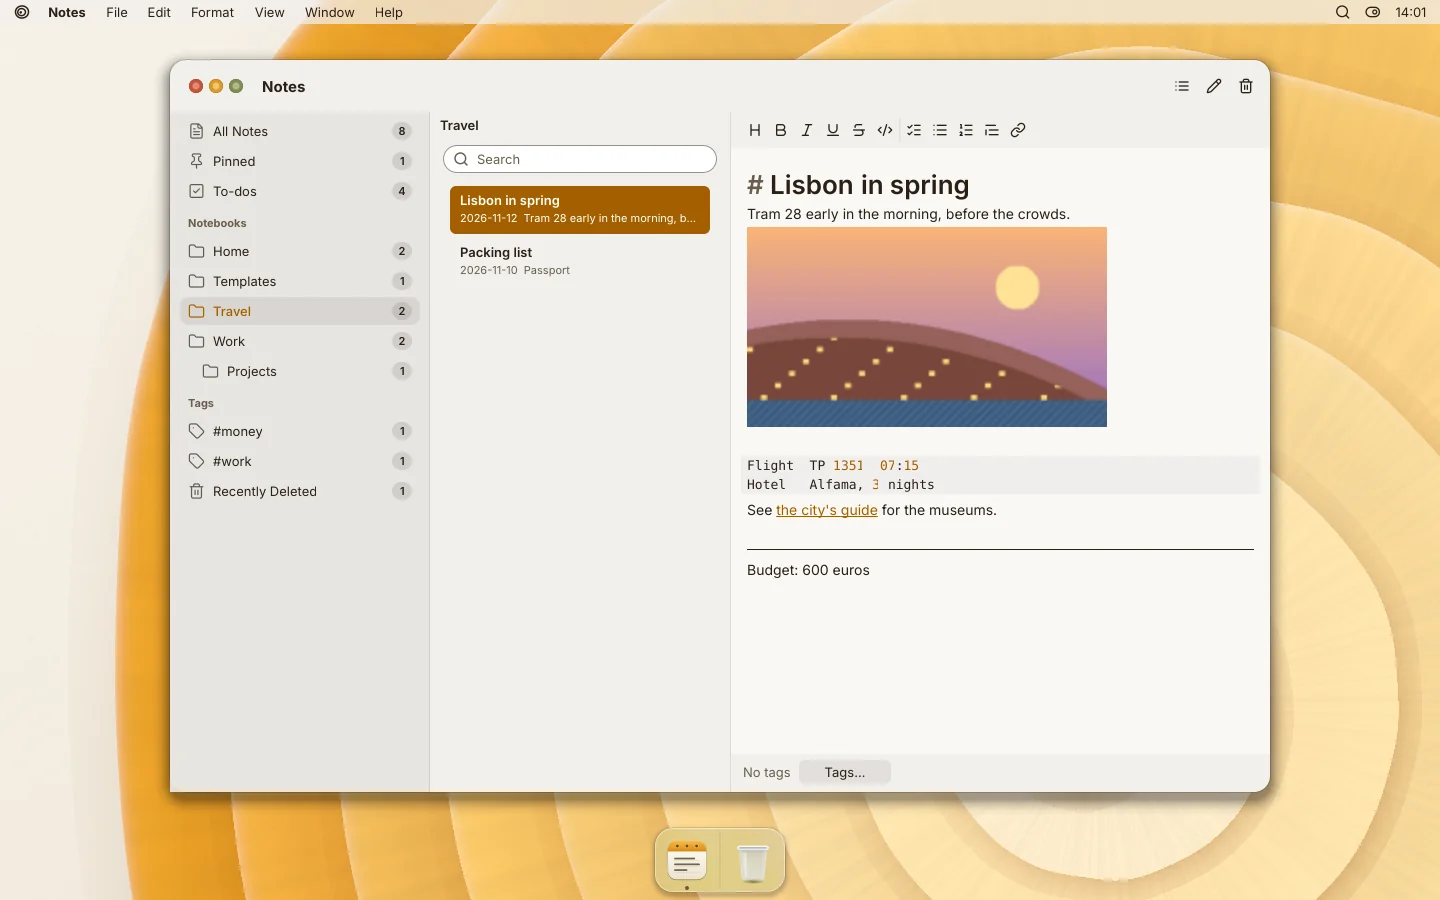 Notes File Edit Format View Window Help 14:01
Notes
All Notes 8
Pinned 1
To-dos 4
Notebooks
Home 2
Templates 1
Travel 2
Work 2
Projects 1
Tags
#money 1
#work 1
Recently Deleted 1
Travel
Search
Lisbon in spring
2026-11-12 Tram 28 early in the morning, b...
Packing list
2026-11-10 Passport
H B I U S
# Lisbon in spring
Tram 28 early in the morning, before the crowds.
Flight TP 1351 07:15
Hotel Alfama, 3 nights
See the city's guide for the museums.
Budget: 600 euros
No tags Tags...